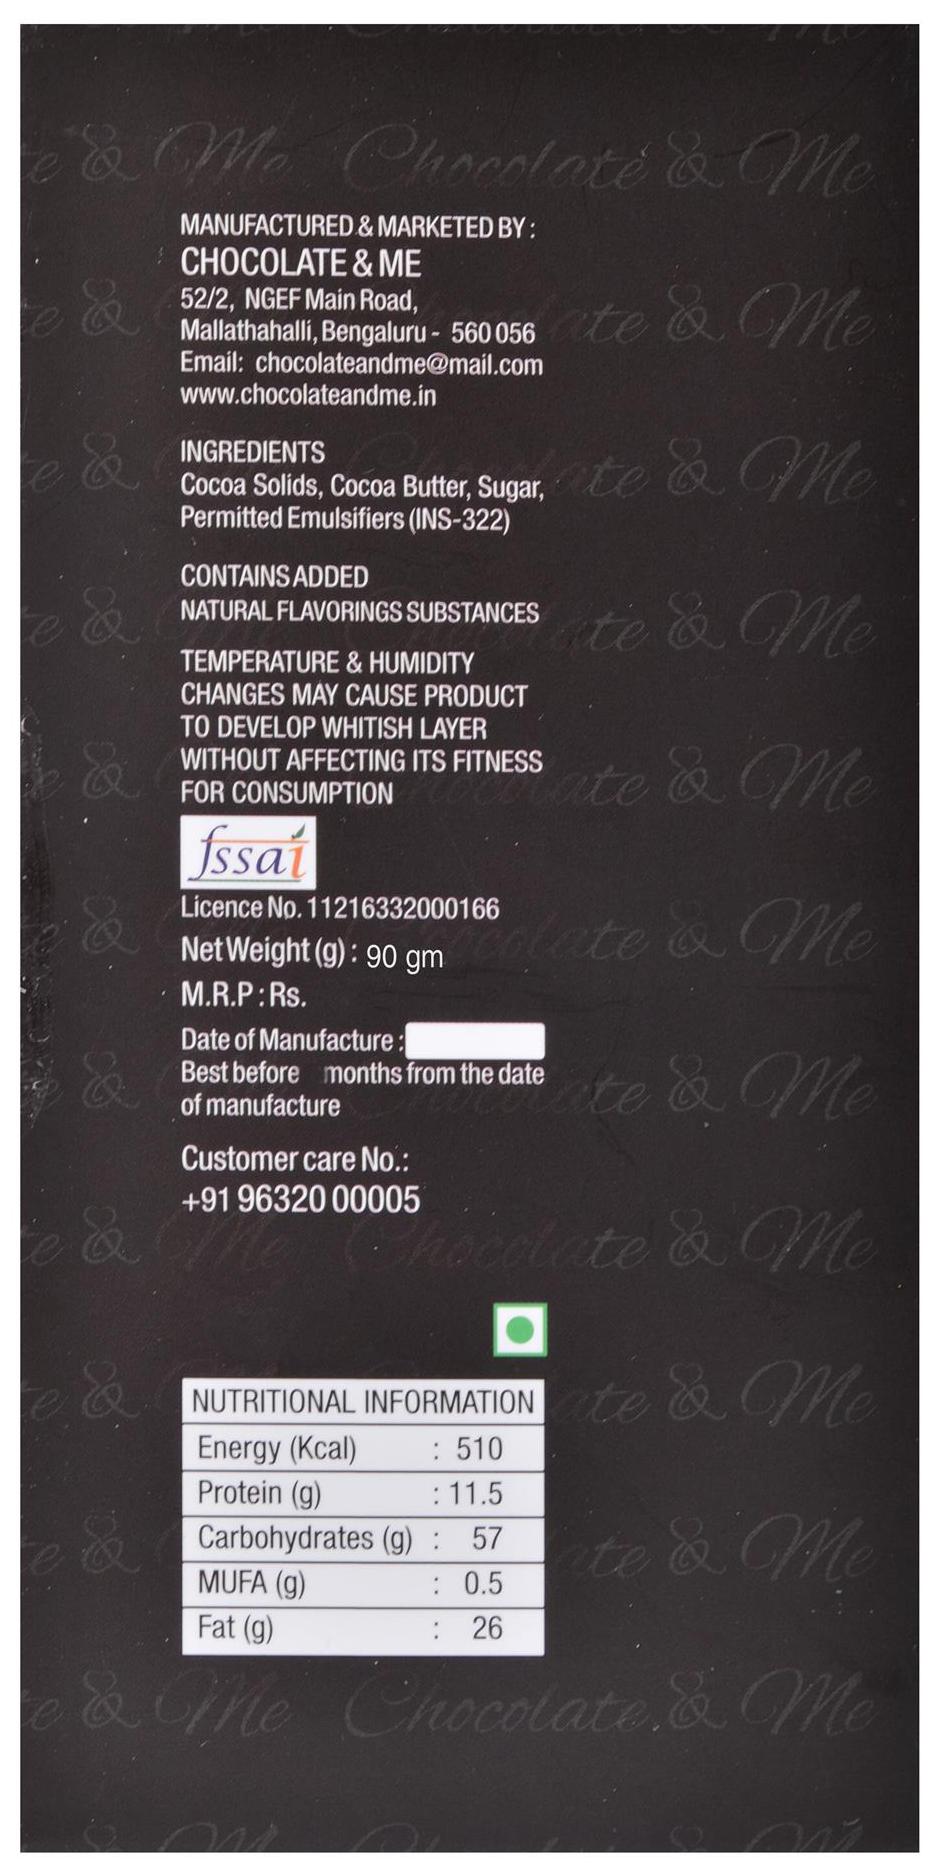 MANUFACTURED & MARKETED BY :
CHOCOLATE & ME
52/2, NGEF Main Road,
Mallathahalli, Bengaluru - 560 056
Email: chocolateandme@mail.com
www.chocolateandme.in
INGREDIENTS
Cocoa Solids, Cocoa Butter, Sugar,
Permitted Emulsifiers (INS-322)
CONTAINS ADDED
NATURAL FLAVORINGS SUBSTANCES
TEMPERATURE & HUMIDITY
CHANGES MAY CAUSE PRODUCT
TO DEVELOP WHITISH LAYER
WITHOUT AFFECTING ITS FITNESS
FOR CONSUMPTION
fssai
Licence No. 11216332000166
Net Weight (g) : 90 gm
M.R.P : Rs.
Date of Manufacture :
Best before months from the date
of manufacture
Customer care No.:
+91 96320 00005
NUTRITIONAL INFORMATION
Energy (Kcal) : 510
Protein (g) : 11.5
Carbohydrates (g) : 57
MUFA (g) : 0.5
Fat (g) : 26
Chocolate & Me